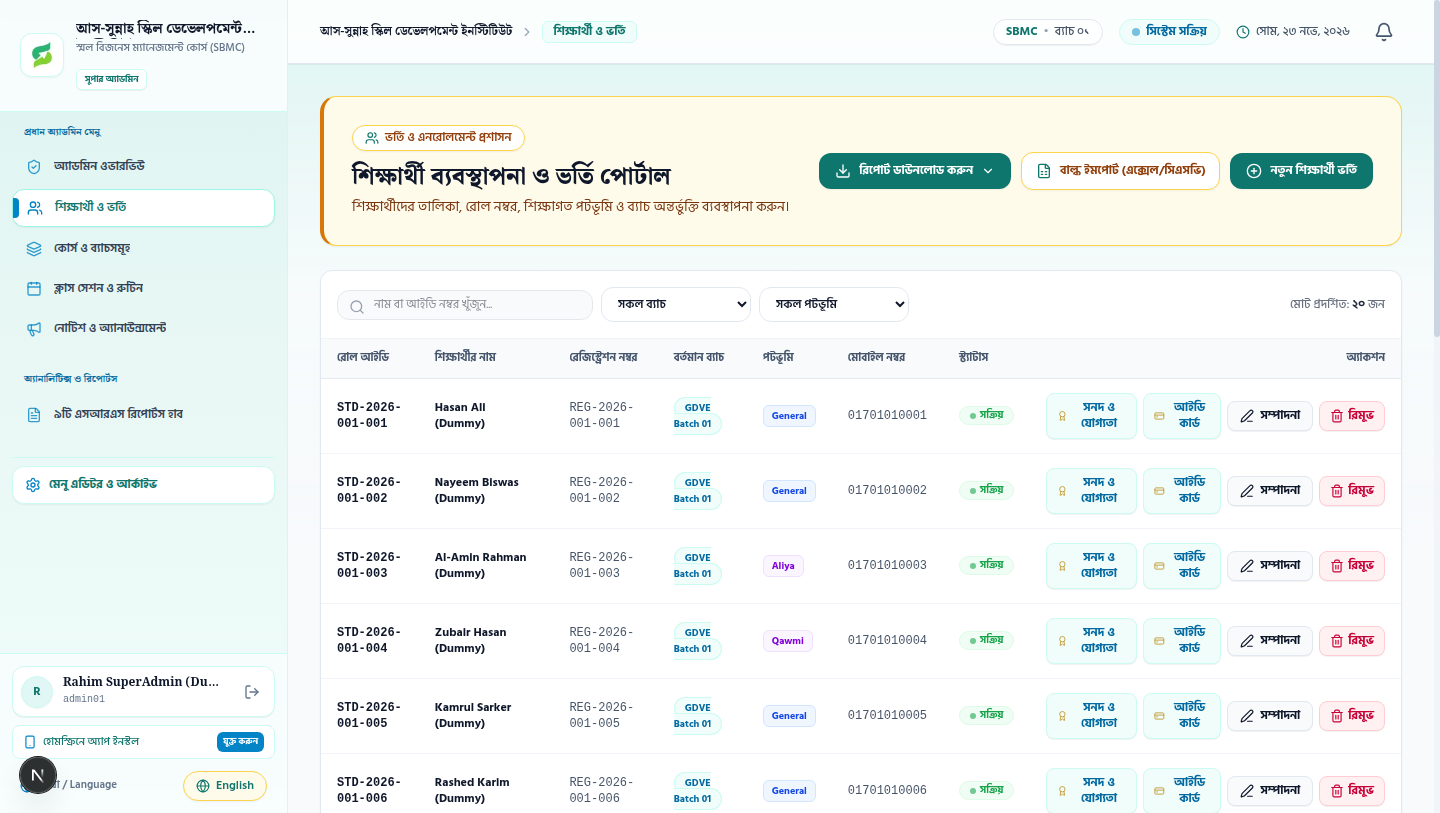 আস-সুন্নাহ স্কিল ডেভেলপমেন্ট...
স্মল বিজনেস ম্যানেজমেন্ট কোর্স (SBMC)
সুপার অ্যাডমিন
প্রধান অ্যাডমিন মেনু
অ্যাডমিন ওভারভিউ
শিক্ষার্থী ও ভর্তি
কোর্স ও ব্যাচসমূহ
ক্লাস সেশন ও রুটিন
নোটিশ ও অ্যানাউন্সমেন্ট
অ্যানালিটিক্স ও রিপোর্টস
৯টি এসআরএস রিপোর্টস হাব
মেনু এডিটর ও আর্কাইভ
R
Rahim SuperAdmin (Du...
admin01
হোমস্ক্রিনে অ্যাপ ইনস্টল
যুক্ত করুন
N
/ Language
English
আস-সুন্নাহ স্কিল ডেভেলপমেন্ট ইনস্টিটিউট
শিক্ষার্থী ও ভর্তি
SBMC • ব্যাচ ০১
সিস্টেম সক্রিয়
সোম, ২৩ নভে, ২০২৬
ভর্তি ও এনরোলমেন্ট প্রশাসন
শিক্ষার্থী ব্যবস্থাপনা ও ভর্তি পোর্টাল
শিক্ষার্থীদের তালিকা, রোল নম্বর, শিক্ষাগত পটভূমি ও ব্যাচ অন্তর্ভুক্তি ব্যবস্থাপনা করুন।
রিপোর্ট ডাউনলোড করুন
বাল্ক ইমপোর্ট (এক্সেল/সিএসভি)
নতুন শিক্ষার্থী ভর্তি
নাম বা আইডি নম্বর খুঁজুন...
সকল ব্যাচ
সকল পটভূমি
মোট প্রদর্শিত: ২০ জন
রোল আইডি শিক্ষার্থীর নাম রেজিস্ট্রেশন নম্বর বর্তমান ব্যাচ পটভূমি মোবাইল নম্বর স্ট্যাটাস অ্যাকশন
STD-2026- Hasan Ali REG-2026- GDVE General 01701010001 সক্রিয় সনদ ও আইডি সম্পাদনা রিমুভ
001-001 (Dummy) 001-001 Batch 01 যোগ্যতা কার্ড
STD-2026- Nayeem Biswas REG-2026- GDVE General 01701010002 সক্রিয় সনদ ও আইডি সম্পাদনা রিমুভ
001-002 (Dummy) 001-002 Batch 01 যোগ্যতা কার্ড
STD-2026- Al-Amin Rahman REG-2026- GDVE Aliya 01701010003 সক্রিয় সনদ ও আইডি সম্পাদনা রিমুভ
001-003 (Dummy) 001-003 Batch 01 যোগ্যতা কার্ড
STD-2026- Zubair Hasan REG-2026- GDVE Qawmi 01701010004 সক্রিয় সনদ ও আইডি সম্পাদনা রিমুভ
001-004 (Dummy) 001-004 Batch 01 যোগ্যতা কার্ড
STD-2026- Kamrul Sarker REG-2026- GDVE General 01701010005 সক্রিয় সনদ ও আইডি সম্পাদনা রিমুভ
001-005 (Dummy) 001-005 Batch 01 যোগ্যতা কার্ড
STD-2026- Rashed Karim REG-2026- GDVE General 01701010006 সক্রিয় সনদ ও আইডি সম্পাদনা রিমুভ
001-006 (Dummy) 001-006 Batch 01 যোগ্যতা কার্ড